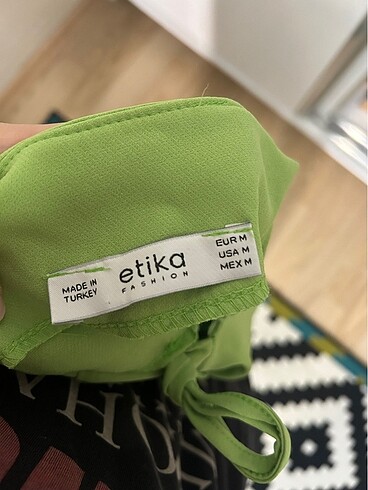 MADE IN
TURKEY
etika
FASHION
EUR M
USA M
MEX M